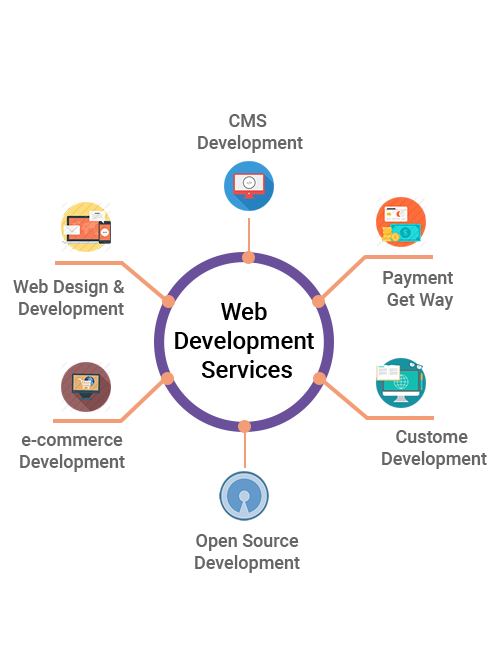 CMS
Development
Web Design &
Development
Payment
Get Way
Web
Development
Services
e-commerce
Development
Custome
Development
Open Source
Development